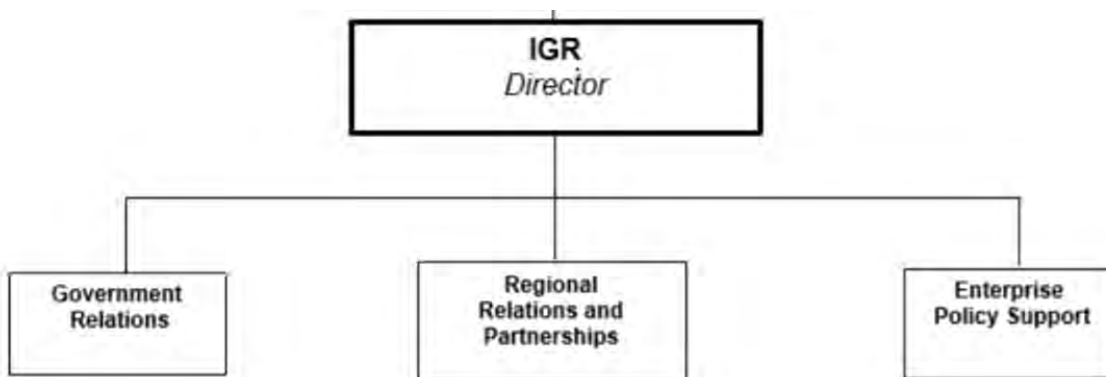 IGR
Director
Government
Relations
Regional
Relations and
Partnerships
Enterprise
Policy Support